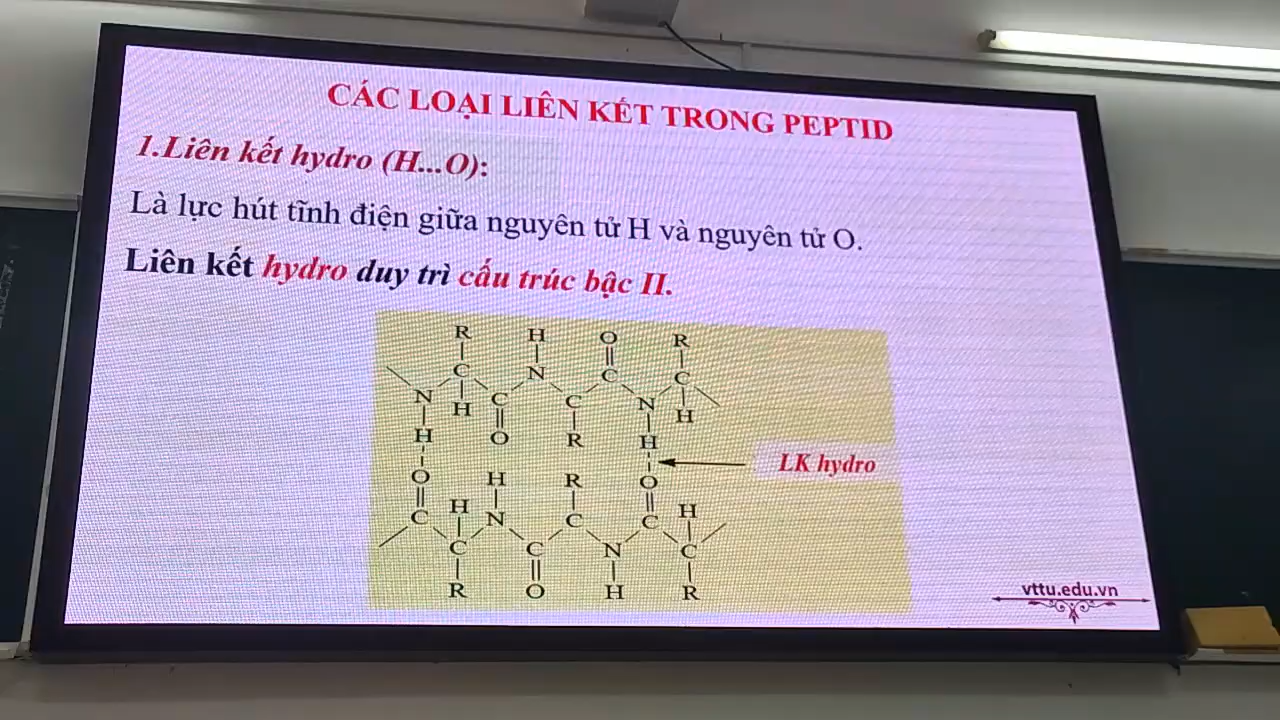 CÁC LOẠI LIÊN KẾT TRONG PEPTID
1.Liên kết hydro (H...O):
Là lực hút tĩnh điện giữa nguyên tử H và nguyên tử O.
Liên kết hydro duy trì cấu trúc bậc II.
R H O R
C N C C
N C C N
H H
O R
H H
LK hydro
O H R O
H H
C N C C
C C N C
R O H R
vttu.edu.vn